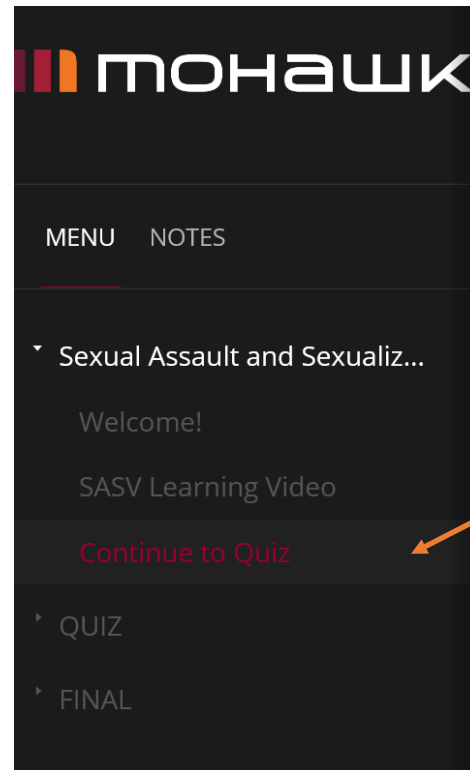 mohawk
MENU NOTES
Sexual Assault and Sexualiz...
Welcome!
SASV Learning Video
Continue to Quiz
QUIZ
FINAL